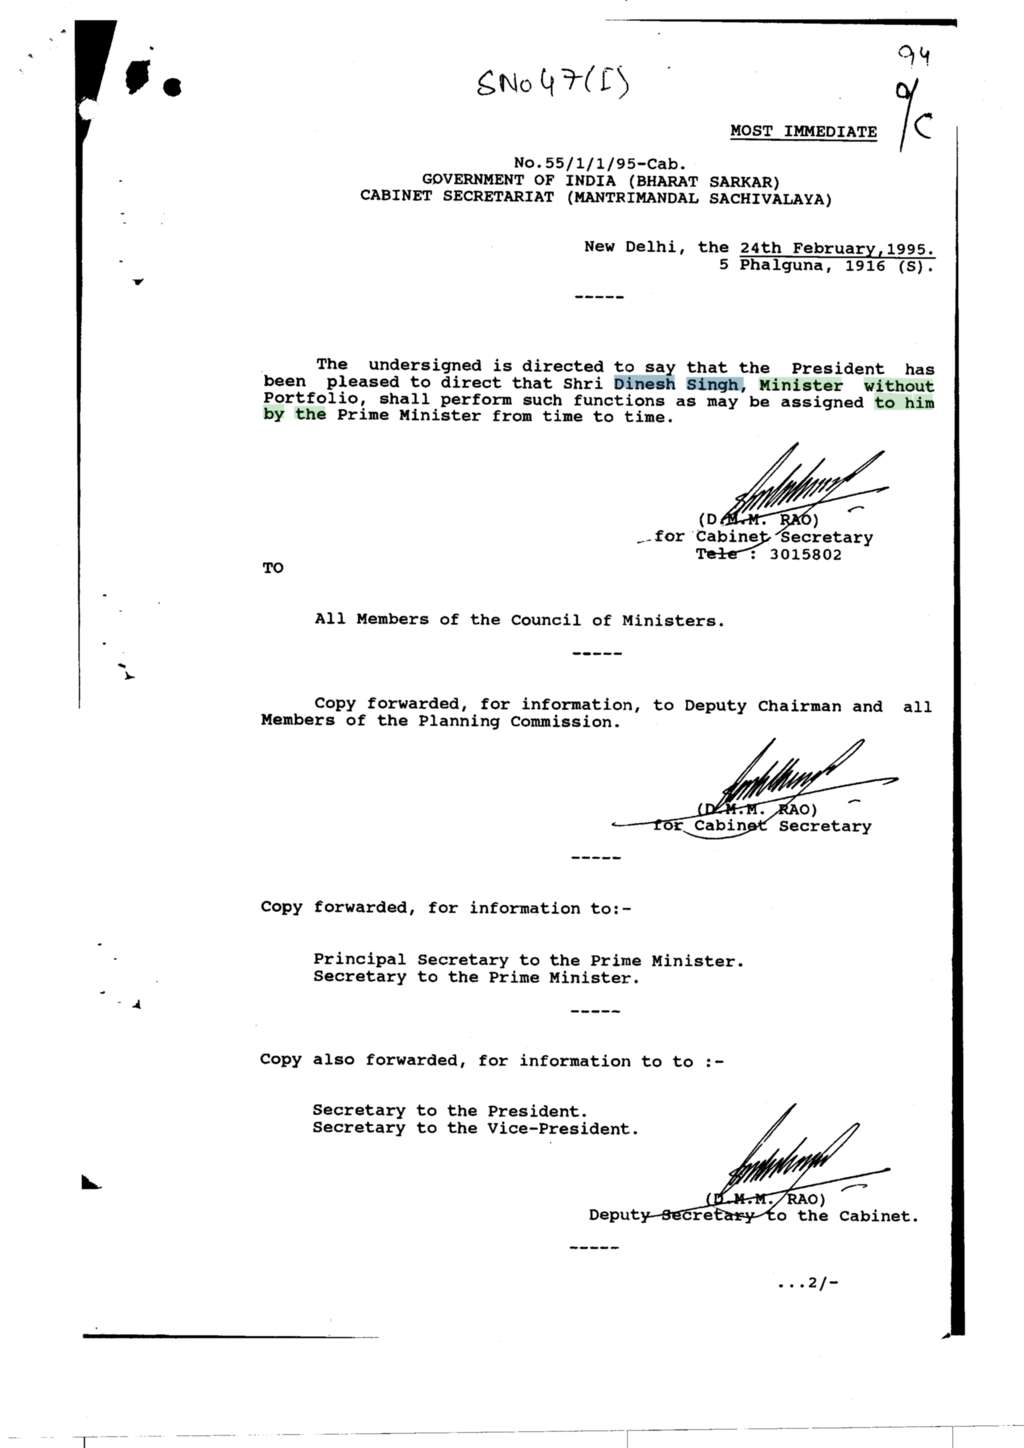 94
SNo 47(I)
O/C
MOST IMMEDIATE
No.55/1/1/95-Cab.
GOVERNMENT OF INDIA (BHARAT SARKAR)
CABINET SECRETARIAT (MANTRIMANDAL SACHIVALAYA)
New Delhi, the 24th February,1995.
5 Phalguna, 1916 (S).
-----
The undersigned is directed to say that the President has
been pleased to direct that Shri Dinesh Singh, Minister without
Portfolio, shall perform such functions as may be assigned to him
by the Prime Minister from time to time.
(D.M.M. RAO)
for Cabinet Secretary
Tele : 3015802
TO
All Members of the Council of Ministers.
-----
Copy forwarded, for information, to Deputy Chairman and all
Members of the Planning Commission.
(D.M.M. RAO)
for Cabinet Secretary
-----
Copy forwarded, for information to:-
Principal Secretary to the Prime Minister.
Secretary to the Prime Minister.
-----
Copy also forwarded, for information to to :-
Secretary to the President.
Secretary to the Vice-President.
(D.M.M. RAO)
Deputy Secretary to the Cabinet.
-----
...2/-